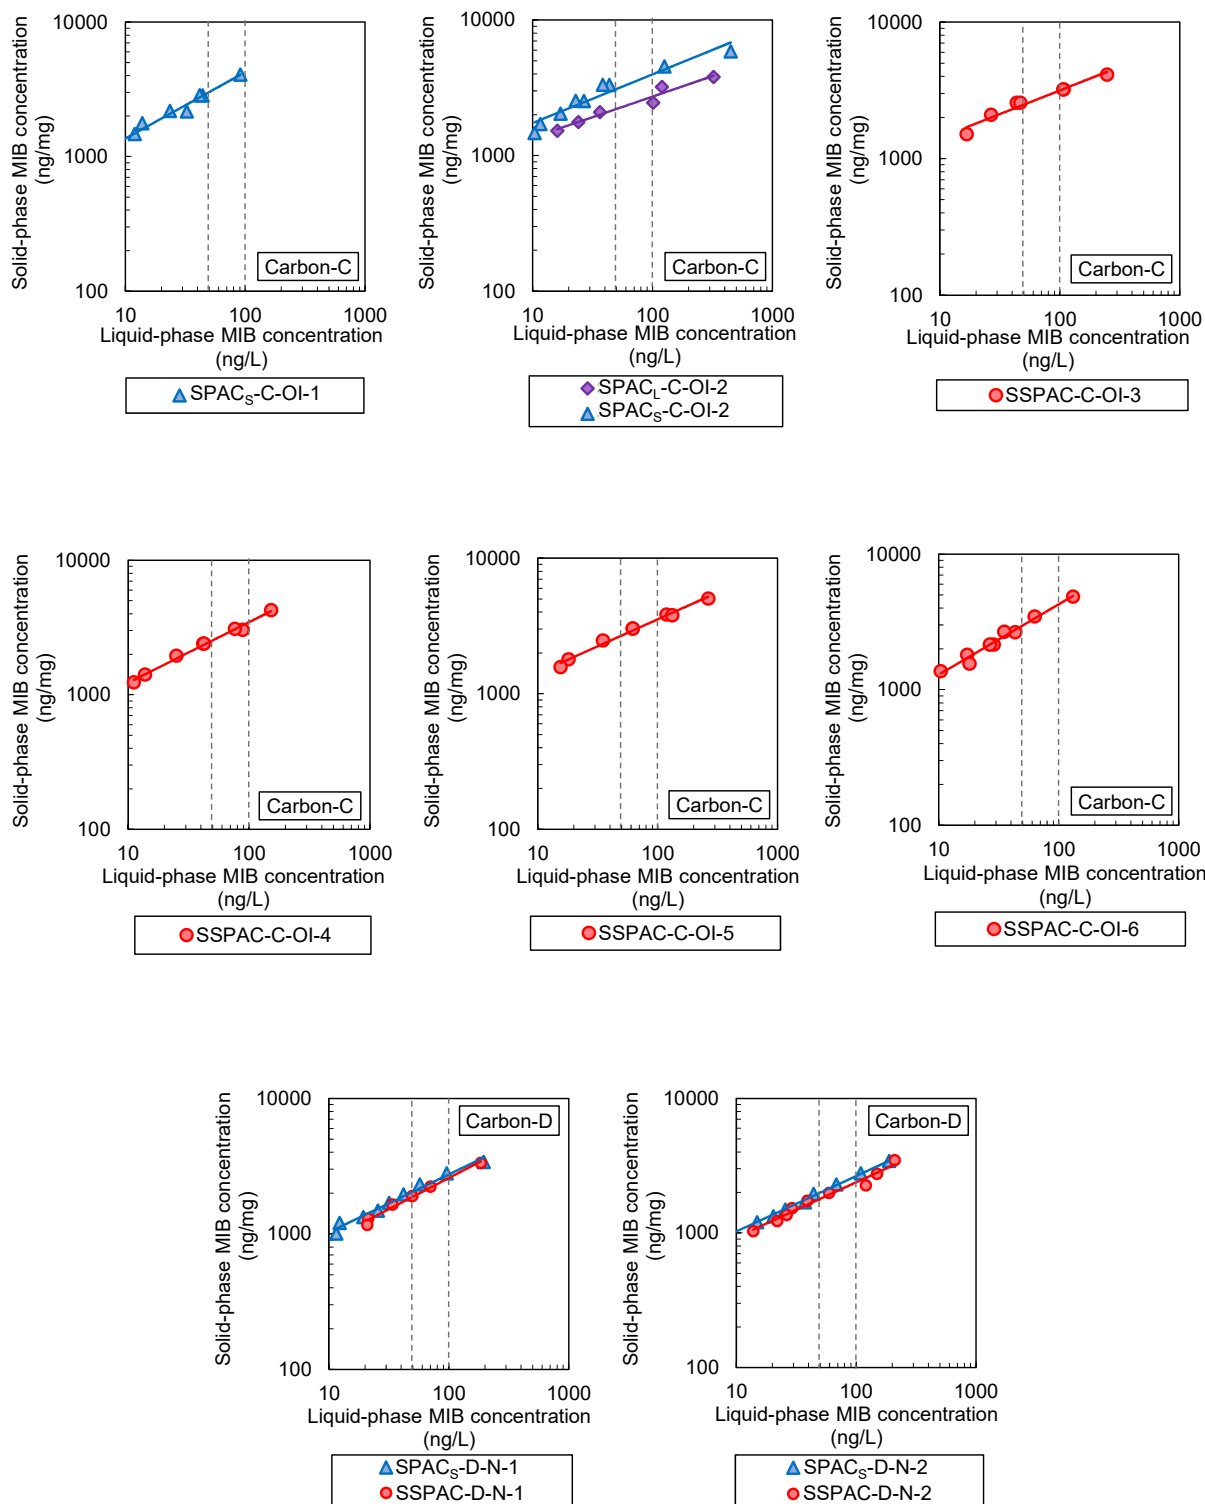 10000
1000
100
10
100
1000
Solid-phase MIB concentration
(ng/mg)
Carbon-C
Liquid-phase MIB concentration
(ng/L)
SPACS-C-OI-1
10000
1000
100
10
100
1000
Solid-phase MIB concentration
(ng/mg)
Carbon-C
Liquid-phase MIB concentration
(ng/L)
SPACL-C-OI-2
SPACS-C-OI-2
10000
1000
100
10
100
1000
Solid-phase MIB concentration
(ng/mg)
Carbon-C
Liquid-phase MIB concentration
(ng/L)
SSPAC-C-OI-3
10000
1000
100
10
100
1000
Solid-phase MIB concentration
(ng/mg)
Carbon-C
Liquid-phase MIB concentration
(ng/L)
SSPAC-C-OI-4
10000
1000
100
10
100
1000
Solid-phase MIB concentration
(ng/mg)
Carbon-C
Liquid-phase MIB concentration
(ng/L)
SSPAC-C-OI-5
10000
1000
100
10
100
1000
Solid-phase MIB concentration
(ng/mg)
Carbon-C
Liquid-phase MIB concentration
(ng/L)
SSPAC-C-OI-6
10000
1000
100
10
100
1000
Solid-phase MIB concentration
(ng/mg)
Carbon-D
Liquid-phase MIB concentration
(ng/L)
SPACS-D-N-1
SSPAC-D-N-1
10000
1000
100
10
100
1000
Solid-phase MIB concentration
(ng/mg)
Carbon-D
Liquid-phase MIB concentration
(ng/L)
SPACS-D-N-2
SSPAC-D-N-2